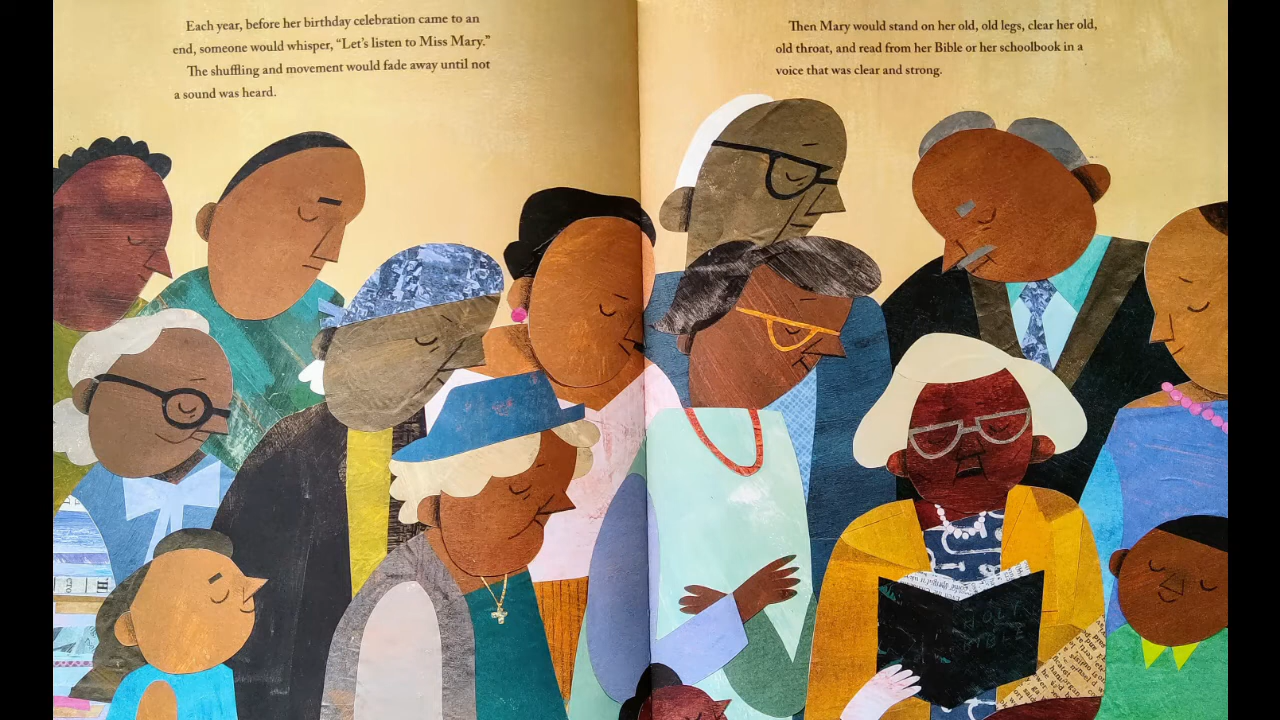 Each year, before her birthday celebration came to an
end, someone would whisper, “Let’s listen to Miss Mary.”
The shuffling and movement would fade away until not
a sound was heard.
Then Mary would stand on her old, old legs, clear her old,
old throat, and read from her Bible or her schoolbook in a
voice that was clear and strong.
HOLY
BIBLE